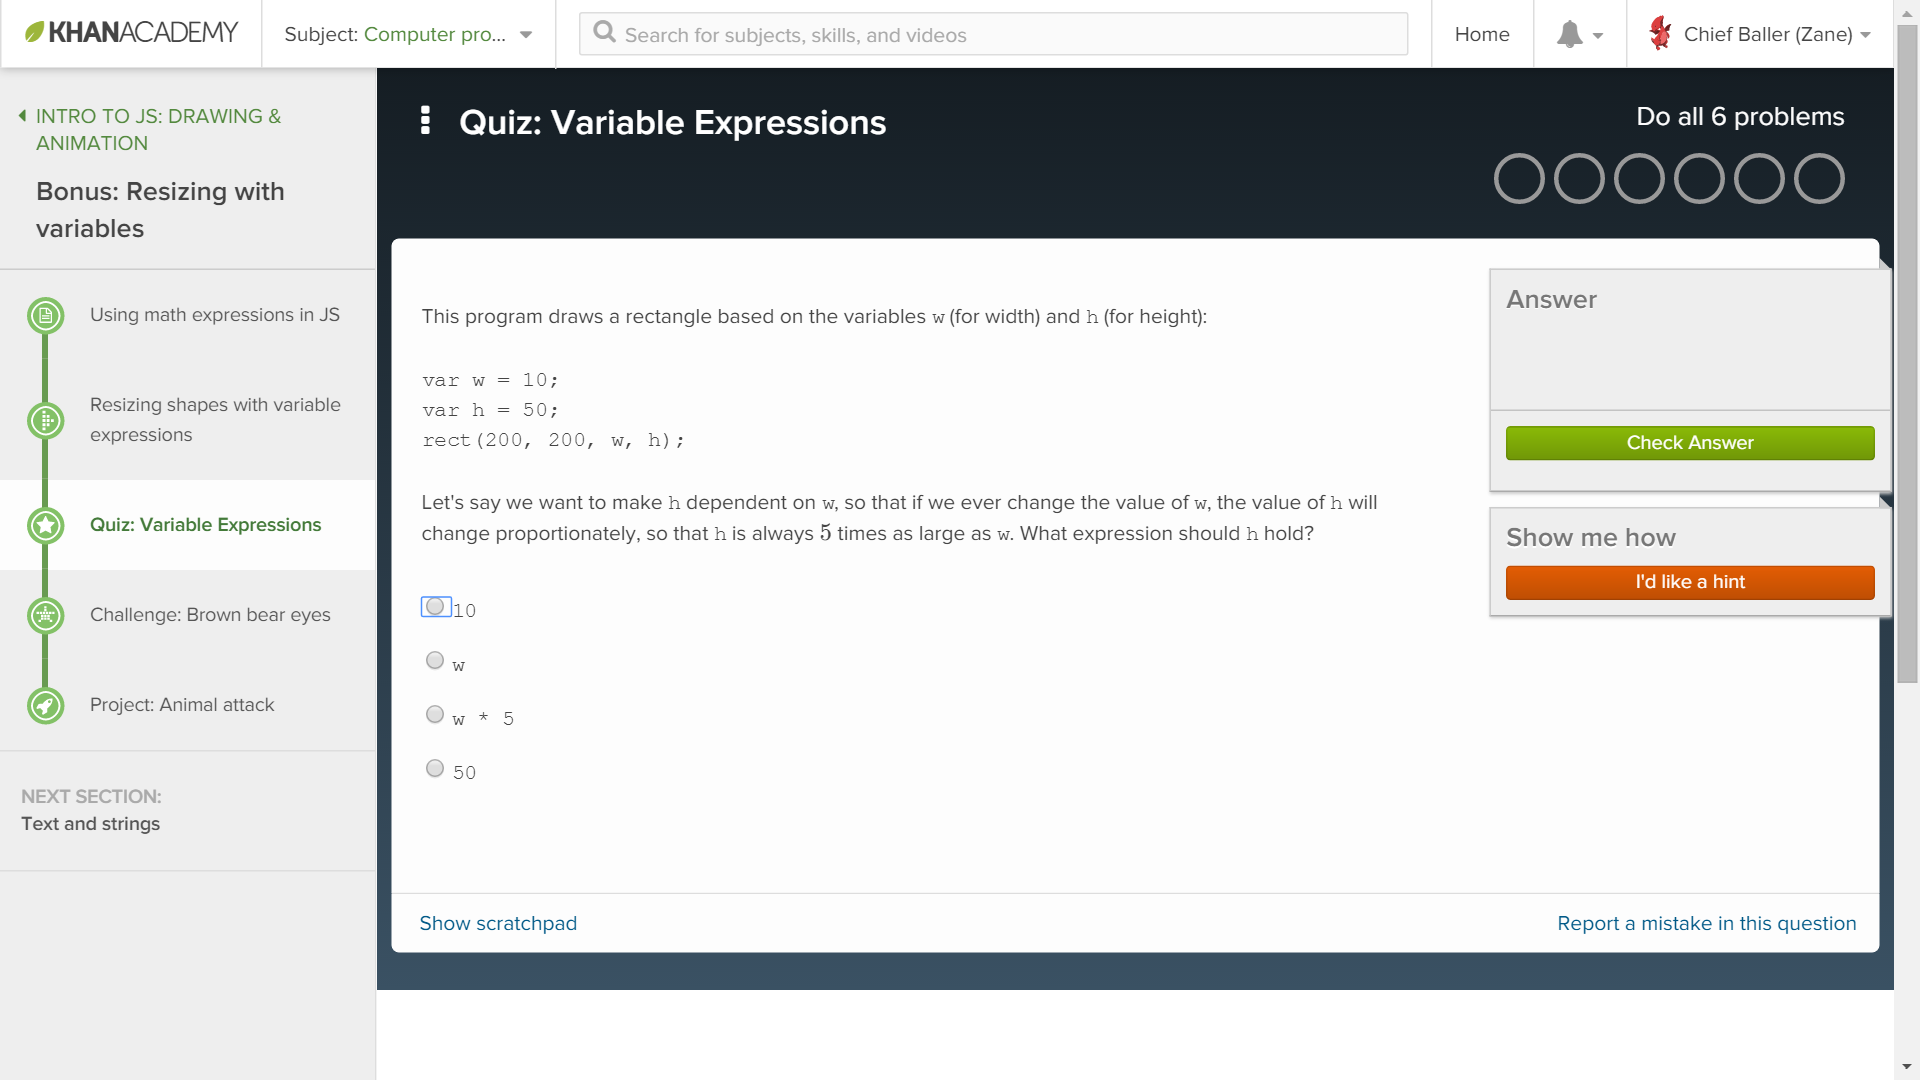 KHANACADEMY
Subject: Computer pro...
Search for subjects, skills, and videos
Home
Chief Baller (Zane)
INTRO TO JS: DRAWING &
ANIMATION
Bonus: Resizing with
variables
Using math expressions in JS
Resizing shapes with variable
expressions
Quiz: Variable Expressions
Challenge: Brown bear eyes
Project: Animal attack
NEXT SECTION:
Text and strings
Quiz: Variable Expressions
Do all 6 problems
This program draws a rectangle based on the variables w (for width) and h (for height):
var w = 10;
var h = 50;
rect(200, 200, w, h);
Let's say we want to make h dependent on w, so that if we ever change the value of w, the value of h will
change proportionately, so that h is always 5 times as large as w. What expression should h hold?
10
w
w * 5
50
Answer
Check Answer
Show me how
I'd like a hint
Show scratchpad
Report a mistake in this question